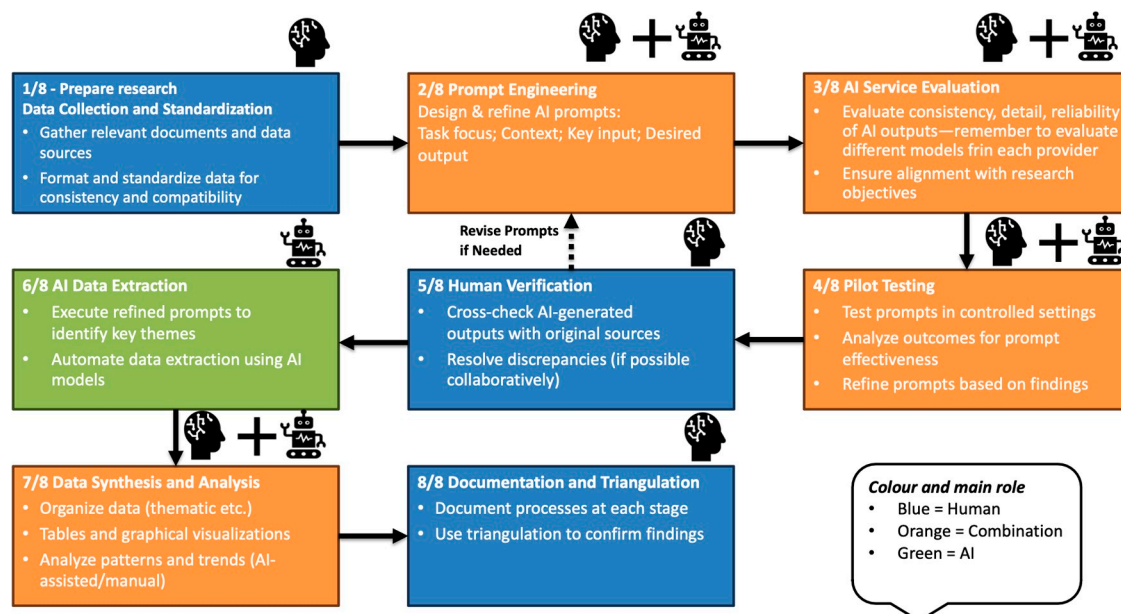 1/8 - Prepare research
Data Collection and Standardization
• Gather relevant documents and data
sources
• Format and standardize data for
consistency and compatibility
2/8 Prompt Engineering
Design & refine AI prompts:
Task focus; Context; Key input; Desired
output
3/8 AI Service Evaluation
• Evaluate consistency, detail, reliability
of AI outputs—remember to evaluate
different models frin each provider
• Ensure alignment with research
objectives
4/8 Pilot Testing
• Test prompts in controlled settings
• Analyze outcomes for prompt
effectiveness
• Refine prompts based on findings
Revise Prompts
if Needed
5/8 Human Verification
• Cross-check AI-generated
outputs with original sources
• Resolve discrepancies (if possible
collaboratively)
6/8 AI Data Extraction
• Execute refined prompts to
identify key themes
• Automate data extraction using AI
models
7/8 Data Synthesis and Analysis
• Organize data (thematic etc.)
• Tables and graphical visualizations
• Analyze patterns and trends (AI-
assisted/manual)
8/8 Documentation and Triangulation
• Document processes at each stage
• Use triangulation to confirm findings
Colour and main role
• Blue = Human
• Orange = Combination
• Green = AI